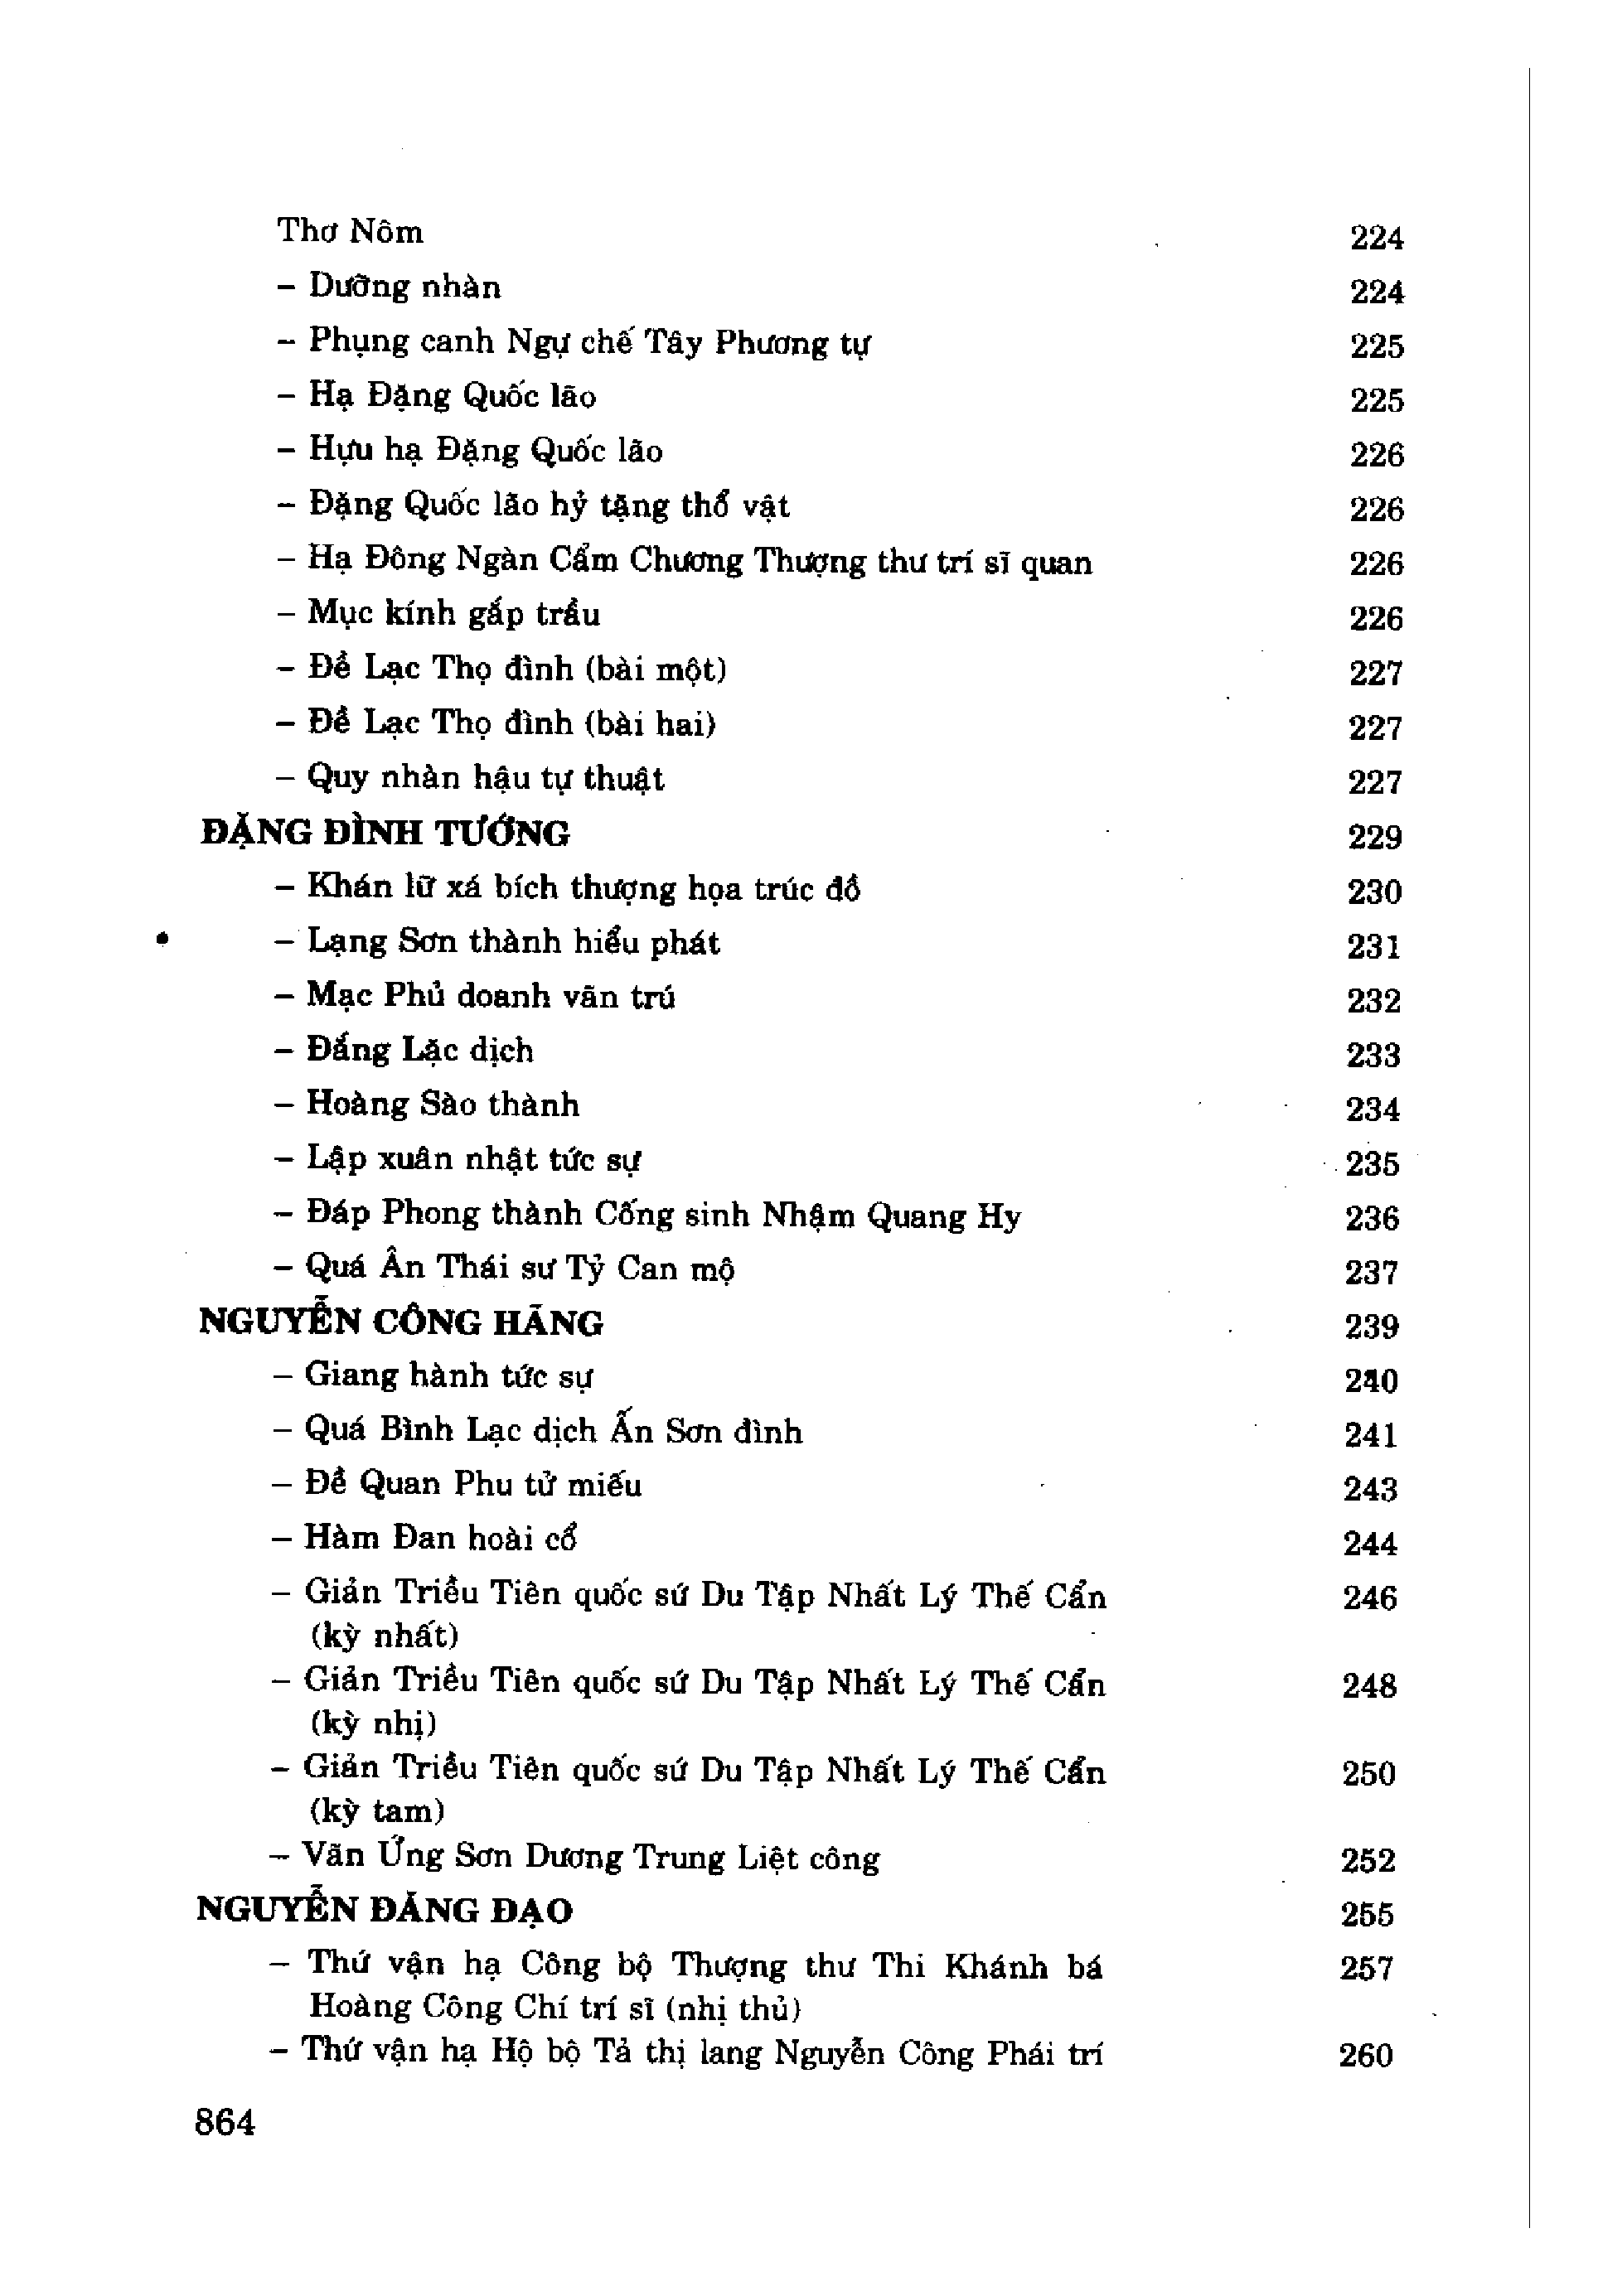 Thơ Nôm 224
– Dưỡng nhàn 224
– Phụng canh Ngự chế Tây Phương tự 225
– Hạ Đặng Quốc lão 225
– Hựu hạ Đặng Quốc lão 226
– Đặng Quốc lão hỷ tặng thổ vật 226
– Hạ Đông Ngàn Cẩm Chương Thượng thư trí sĩ quan 226
– Mục kính gắp trầu 226
– Đề Lạc Thọ đình (bài một) 227
– Đề Lạc Thọ đình (bài hai) 227
– Quy nhàn hậu tự thuật 227
ĐẶNG ĐÌNH TƯỚNG 229
– Khán lữ xá bích thượng họa trúc đồ 230
– Lạng Sơn thành hiểu phát 231
– Mạc Phủ doanh vãn trú 232
– Đắng Lặc dịch 233
– Hoàng Sào thành 234
– Lập xuân nhật tức sự 235
– Đáp Phong thành Cống sinh Nhậm Quang Hy 236
– Quá Ân Thái sư Tỷ Can mộ 237
NGUYỄN CÔNG HÃNG 239
– Giang hành tức sự 240
– Quá Bình Lạc dịch Ấn Sơn đình 241
– Đề Quan Phu tử miếu 243
– Hàm Đan hoài cổ 244
– Giản Triều Tiên quốc sứ Du Tập Nhất Lý Thế Cẩn 246
(kỳ nhất)
– Giản Triều Tiên quốc sứ Du Tập Nhất Lý Thế Cẩn 248
(kỳ nhị)
– Giản Triều Tiên quốc sứ Du Tập Nhất Lý Thế Cẩn 250
(kỳ tam)
– Vãn Ứng Sơn Dương Trung Liệt công 252
NGUYỄN ĐĂNG ĐẠO 255
– Thứ vận hạ Công bộ Thượng thư Thi Khánh bá 257
Hoàng Công Chí trí sĩ (nhị thủ)
– Thứ vận hạ Hộ bộ Tả thị lang Nguyễn Công Phái trí 260
864